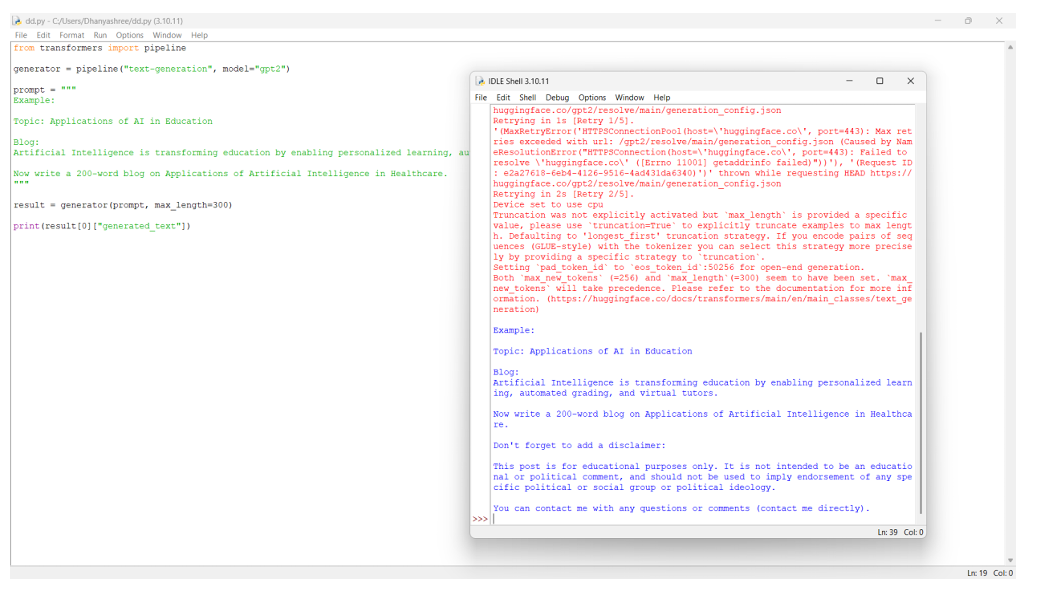 dd.py - C:/Users/Dhanyashree/dd.py (3.10.11)
File Edit Format Run Options Window Help
from transformers import pipeline
generator = pipeline("text-generation", model="gpt2")
prompt = """
Example:
Topic: Applications of AI in Education
Blog:
Artificial Intelligence is transforming education by enabling personalized learning, au
Now write a 200-word blog on Applications of Artificial Intelligence in Healthcare.
"""
result = generator(prompt, max_length=300)
print(result[0]["generated_text"])
IDLE Shell 3.10.11
File Edit Shell Debug Options Window Help
huggingface.co/gpt2/resolve/main/generation_config.json
Retrying in 1s [Retry 1/5].
'(MaxRetryError('HTTPSConnectionPool(host=\'huggingface.co\', port=443): Max ret
ries exceeded with url: /gpt2/resolve/main/generation_config.json (Caused by Nam
eResolutionError("HTTPSConnection(host=\'huggingface.co\', port=443): Failed to
resolve \'huggingface.co\' ([Errno 11001] getaddrinfo failed)"))'), '(Request ID
: e2a27618-6eb4-4126-9516-4ad431da6340)')' thrown while requesting HEAD https://
huggingface.co/gpt2/resolve/main/generation_config.json
Retrying in 2s [Retry 2/5].
Device set to use cpu
Truncation was not explicitly activated but `max_length` is provided a specific
value, please use `truncation=True` to explicitly truncate examples to max lengt
h. Defaulting to 'longest_first' truncation strategy. If you encode pairs of seq
uences (GLUE-style) with the tokenizer you can select this strategy more precise
ly by providing a specific strategy to `truncation`.
Setting `pad_token_id` to `eos_token_id`:50256 for open-end generation.
Both `max_new_tokens` (=256) and `max_length`(=300) seem to have been set. `max_
new_tokens` will take precedence. Please refer to the documentation for more inf
ormation. (https://huggingface.co/docs/transformers/main/en/main_classes/text_ge
neration)
Example:
Topic: Applications of AI in Education
Blog:
Artificial Intelligence is transforming education by enabling personalized learn
ing, automated grading, and virtual tutors.
Now write a 200-word blog on Applications of Artificial Intelligence in Healthca
re.
Don't forget to add a disclaimer:
This post is for educational purposes only. It is not intended to be an educatio
nal or political comment, and should not be used to imply endorsement of any spe
cific political or social group or political ideology.
You can contact me with any questions or comments (contact me directly).
>>>
Ln: 39 Col: 0
Ln: 19 Col: 0